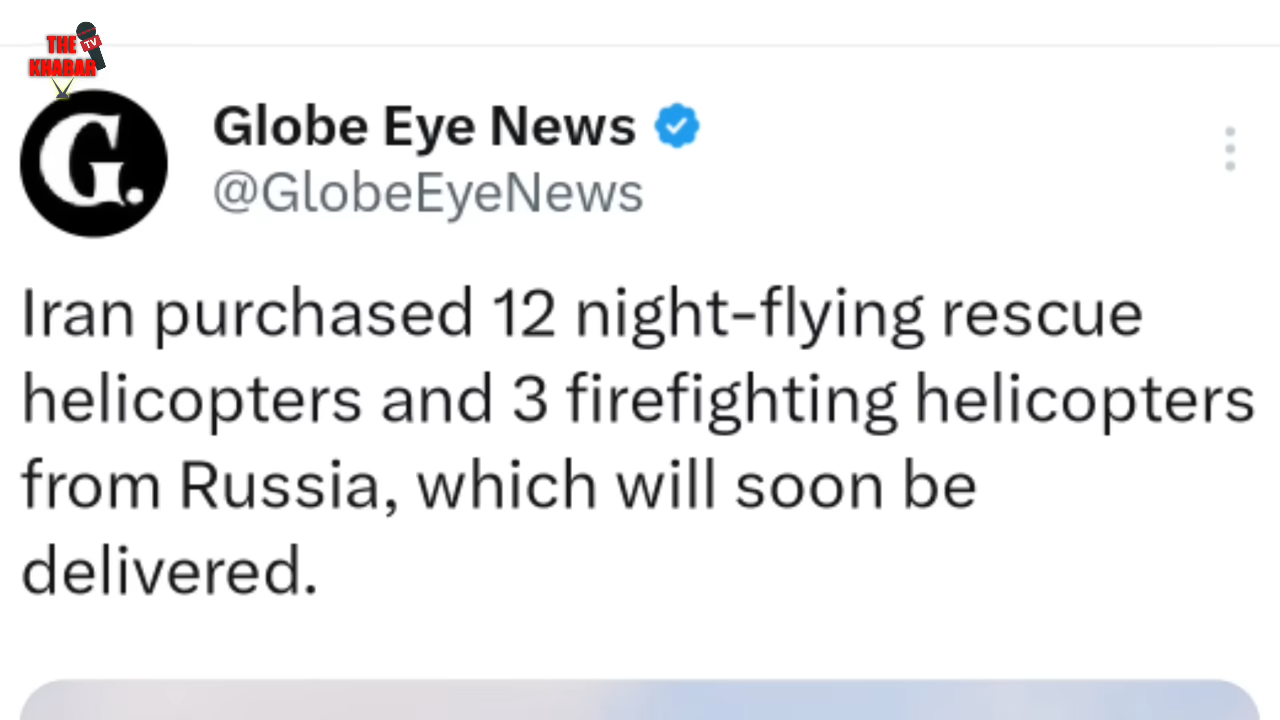 THE
TV
KHABAR
G.
Globe Eye News
@GlobeEyeNews
Iran purchased 12 night-flying rescue
helicopters and 3 firefighting helicopters
from Russia, which will soon be
delivered.